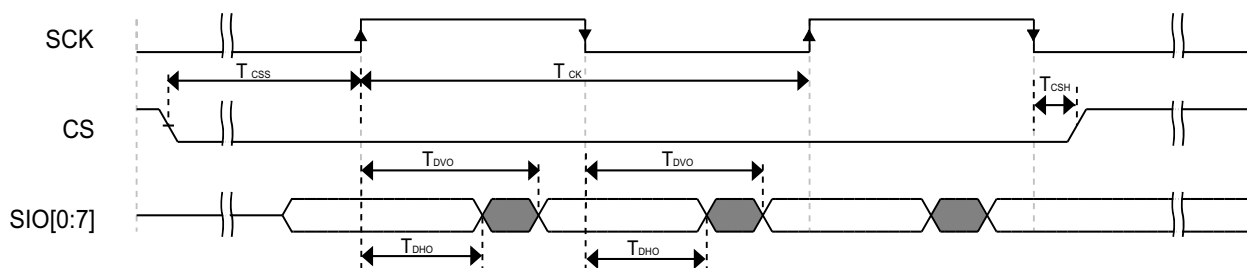 SCK
T CSS
T CK
T CSH
CS
T DVO
T DVO
SIO[0:7]
T DHO
T DHO